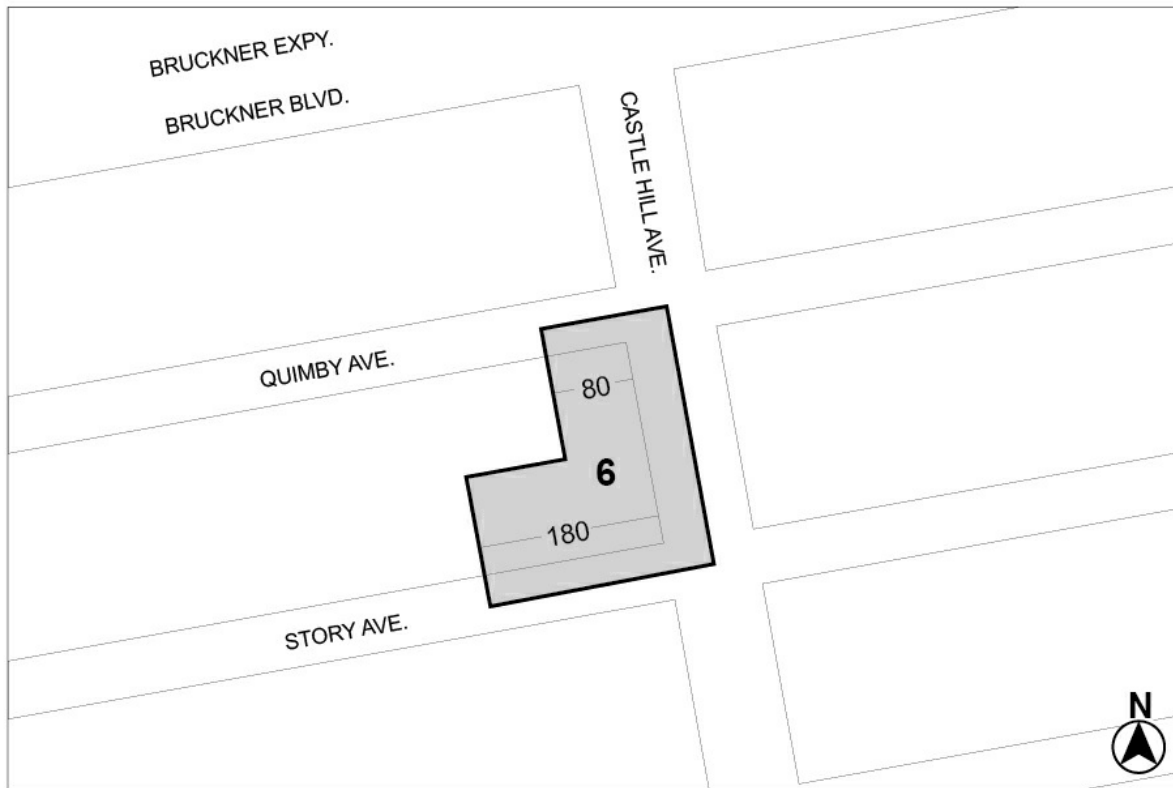 BRUCKNER EXPY.
BRUCKNER BLVD.
CASTLE HILL AVE.
QUIMBY AVE.
80
6
180
STORY AVE.
N